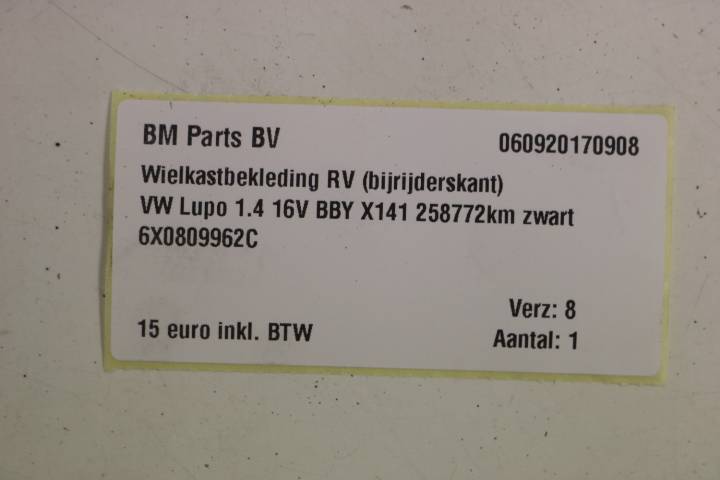 BM Parts BV 060920170908
Wielkastbekleding RV (bijrijderskant)
VW Lupo 1.4 16V BBY X141 258772km zwart
6X0809962C
Verz: 8
15 euro inkl. BTW Aantal: 1